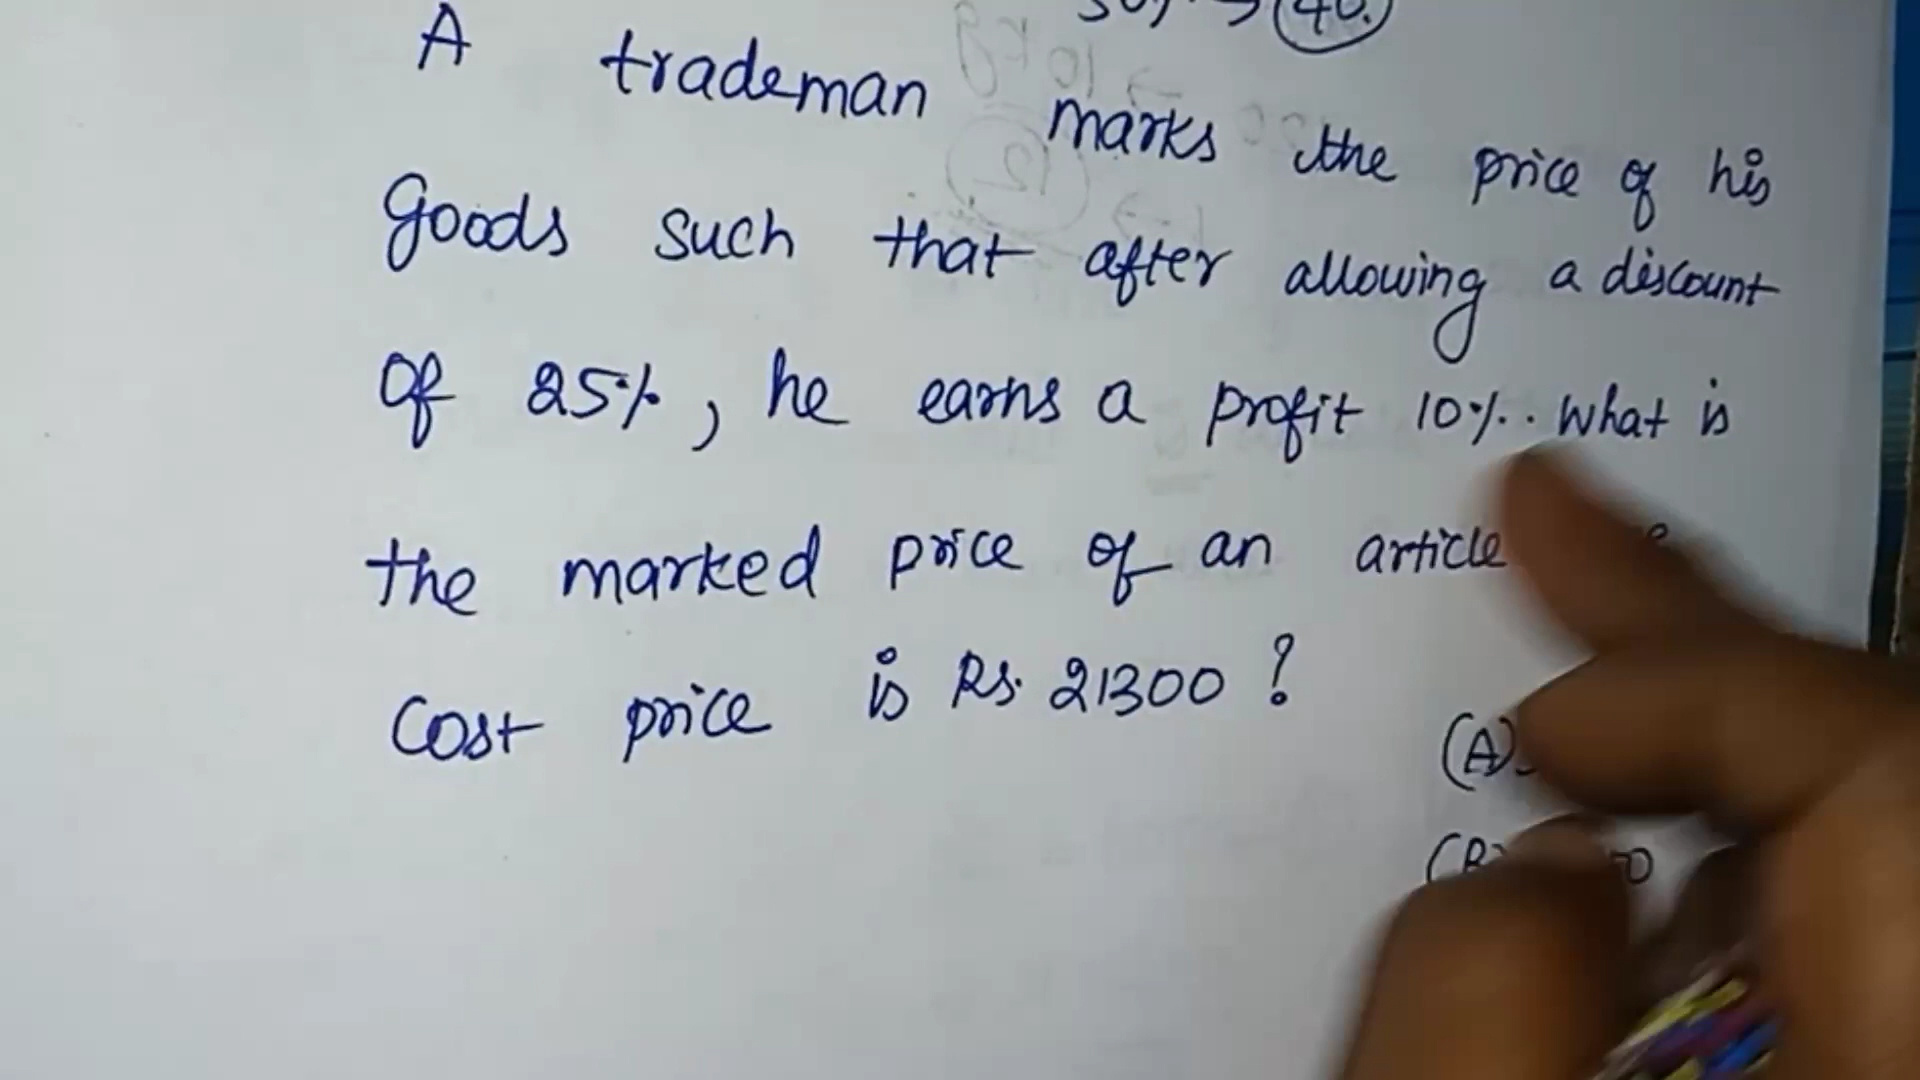 40.
A trademan marks the price of his
Goods such that after allowing a discount
of 25%, he earns a profit 10%. What is
the marked price of an article
Cost price is Rs. 21300?
(A)
(B)